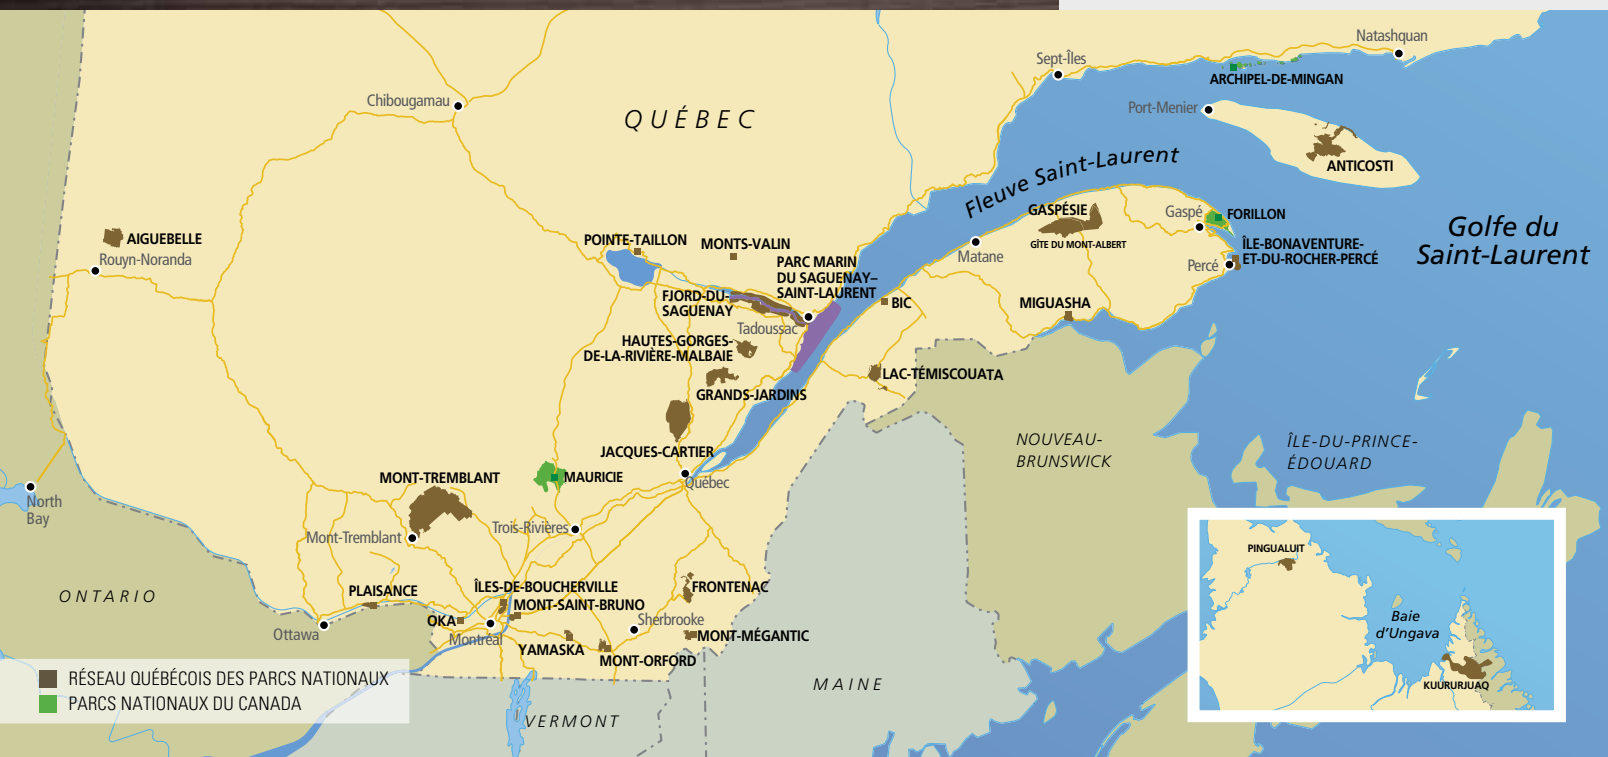 Natashquan
Sept-Îles
ARCHIPEL-DE-MINGAN
Chibougamau
Port-Menier
QUÉBEC
Fleuve Saint-Laurent
ANTICOSTI
GASPÉSIE
Gaspé
FORILLON
Golfe du
Saint-Laurent
AIGUEBELLE
Rouyn-Noranda
POINTE-TAILLON
MONTS-VALIN
GÎTE DU MONT-ALBERT
ÎLE-BONAVENTURE-
ET-DU-ROCHER-PERCÉ
Matane
Percé
PARC MARIN
DU SAGUENAY–
SAINT-LAURENT
FJORD-DU-
SAGUENAY
BIC
MIGUASHA
Tadoussac
HAUTES-GORGES-
DE-LA-RIVIÈRE-MALBAIE
LAC-TÉMISCOUATA
GRANDS-JARDINS
JACQUES-CARTIER
NOUVEAU-
BRUNSWICK
ÎLE-DU-PRINCE-
ÉDOUARD
MONT-TREMBLANT
MAURICIE
Québec
North
Bay
Trois-Rivières
Mont-Tremblant
PINGUALUIT
ONTARIO
PLAISANCE
ÎLES-DE-BOUCHERVILLE
FRONTENAC
MONT-SAINT-BRUNO
OKA
Sherbrooke
Baie
d'Ungava
Ottawa
Montréal
MONT-MÉGANTIC
YAMASKA
MONT-ORFORD
RÉSEAU QUÉBÉCOIS DES PARCS NATIONAUX
PARCS NATIONAUX DU CANADA
MAINE
KUURURJUAQ
VERMONT